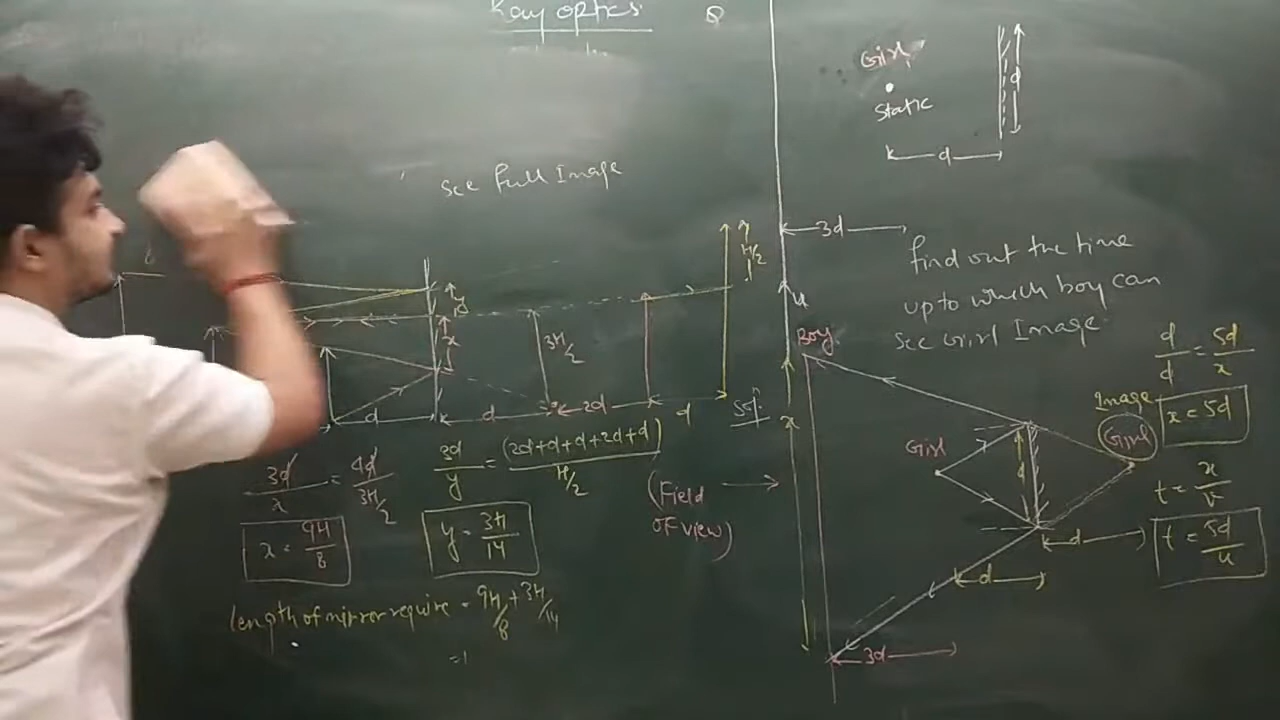 Ray optics
Q
See full Image
y
x
3H/2
H/2
d
d
2d
d
3d/x = 4d/3H/2
x = 9H/8
3d/y = (2d+d+d+2d+d)/H/2
y = 3H/14
length of mirror require = 9H/8 + 3H/14
=1
Girl
Static
d
d
3d
find out the time
up to which boy can
see Girl Image.
u
Boy
Sol.
x
(Field
of view)
Girl
d
Image
Girl
d
d
3d
d/d = 5d/x
x = 5d
t = x/v
t = 5d/u